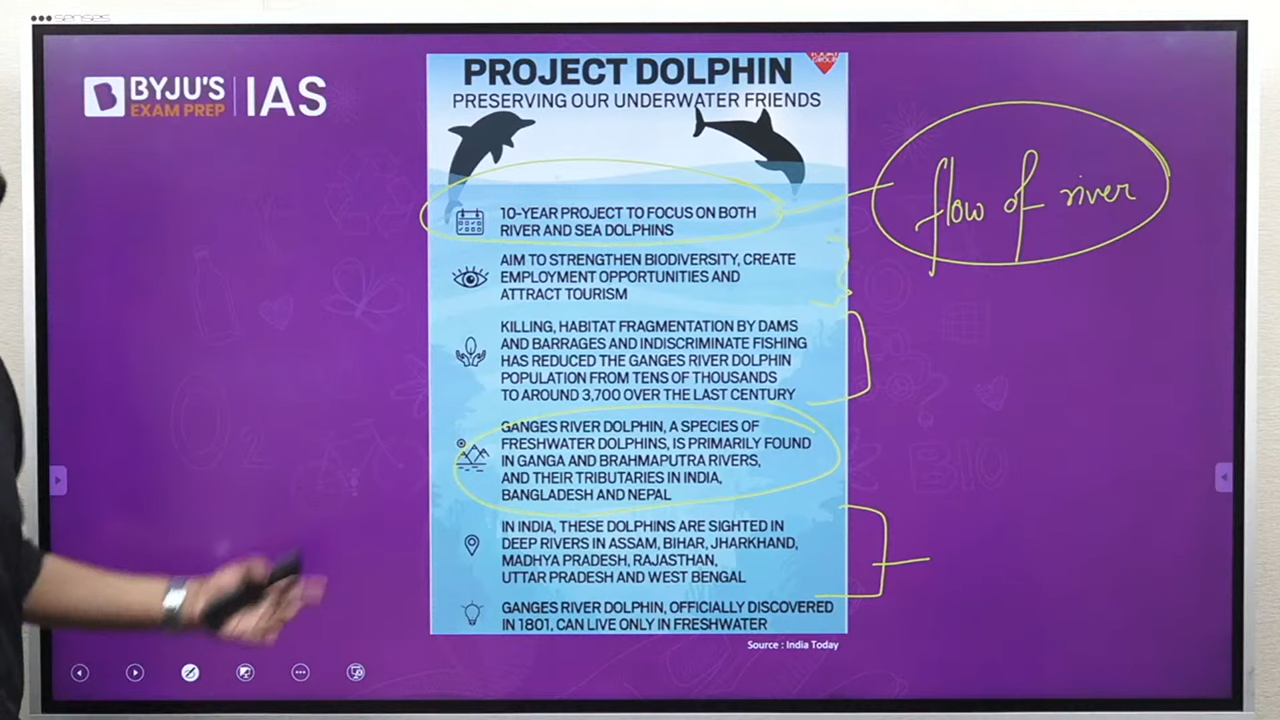 senses
BYJU'S
EXAM PREP
IAS
PROJECT DOLPHIN
PRESERVING OUR UNDERWATER FRIENDS
10-YEAR PROJECT TO FOCUS ON BOTH
RIVER AND SEA DOLPHINS
flow of river
AIM TO STRENGTHEN BIODIVERSITY, CREATE
EMPLOYMENT OPPORTUNITIES AND
ATTRACT TOURISM
KILLING, HABITAT FRAGMENTATION BY DAMS
AND BARRAGES AND INDISCRIMINATE FISHING
HAS REDUCED THE GANGES RIVER DOLPHIN
POPULATION FROM TENS OF THOUSANDS
TO AROUND 3,700 OVER THE LAST CENTURY
GANGES RIVER DOLPHIN, A SPECIES OF
FRESHWATER DOLPHINS, IS PRIMARILY FOUND
IN GANGA AND BRAHMAPUTRA RIVERS,
AND THEIR TRIBUTARIES IN INDIA,
BANGLADESH AND NEPAL
IN INDIA, THESE DOLPHINS ARE SIGHTED IN
DEEP RIVERS IN ASSAM, BIHAR, JHARKHAND,
MADHYA PRADESH, RAJASTHAN,
UTTAR PRADESH AND WEST BENGAL
GANGES RIVER DOLPHIN, OFFICIALLY DISCOVERED
IN 1801, CAN LIVE ONLY IN FRESHWATER
Source : India Today